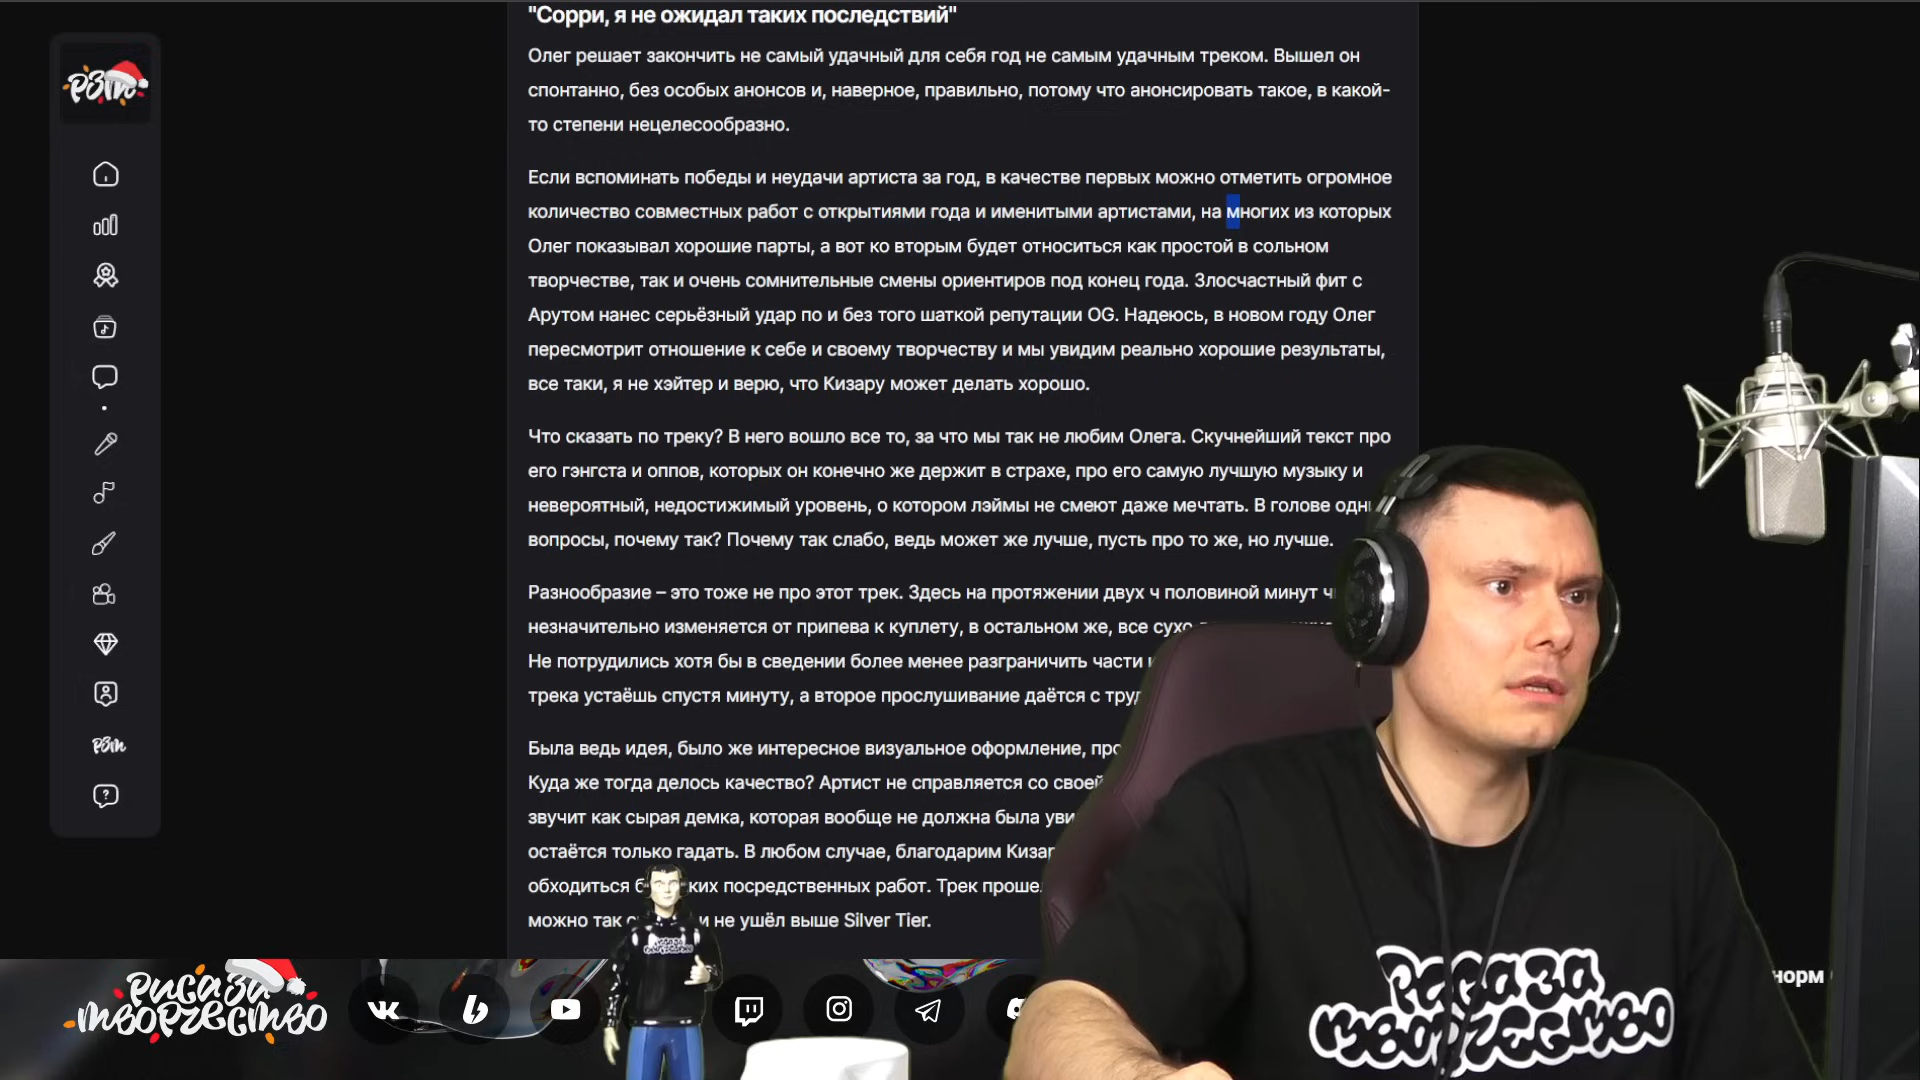 "Сорри, я не ожидал таких последствий"
Олег решает закончить не самый удачный для себя год не самым удачным треком. Вышел он
спонтанно, без особых анонсов и, наверное, правильно, потому что анонсировать такое, в какой-
то степени нецелесообразно.
Если вспоминать победы и неудачи артиста за год, в качестве первых можно отметить огромное
количество совместных работ с открытиями года и именитыми артистами, на многих из которых
Олег показывал хорошие парты, а вот ко вторым будет относиться как простой в сольном
творчестве, так и очень сомнительные смены ориентиров под конец года. Злосчастный фит с
Арутом нанес серьёзный удар по и без того шаткой репутации OG. Надеюсь, в новом году Олег
пересмотрит отношение к себе и своему творчеству и мы увидим реально хорошие результаты,
все таки, я не хэйтер и верю, что Кизару может делать хорошо.
Что сказать по треку? В него вошло все то, за что мы так не любим Олега. Скучнейший текст про
его гэнгста и оппов, которых он конечно же держит в страхе, про его самую лучшую музыку и
невероятный, недостижимый уровень, о котором лэймы не смеют даже мечтать. В голове
вопросы, почему так? Почему так слабо, ведь может же лучше, пусть про то же, но лучше.
Разнообразие – это тоже не про этот трек. Здесь на протяжении двух ч половиной минут
незначительно изменяется от припева к куплету, в остальном же, все сухо
Не потрудились хотя бы в сведении более менее разграничить части
трека устаёшь спустя минуту, а второе прослушивание даётся с
Была ведь идея, было же интересное визуальное оформление,
Куда же тогда делось качество? Артист не справляется со своей
звучит как сырая демка, которая вообще не должна была
остаётся только гадать. В любом случае, благодарим
обходиться посредственных работ. Трек
можно так и не ушёл выше Silver Tier.
РЗТ
РЗТ
риса за
творчество
риса за
творчество
норм